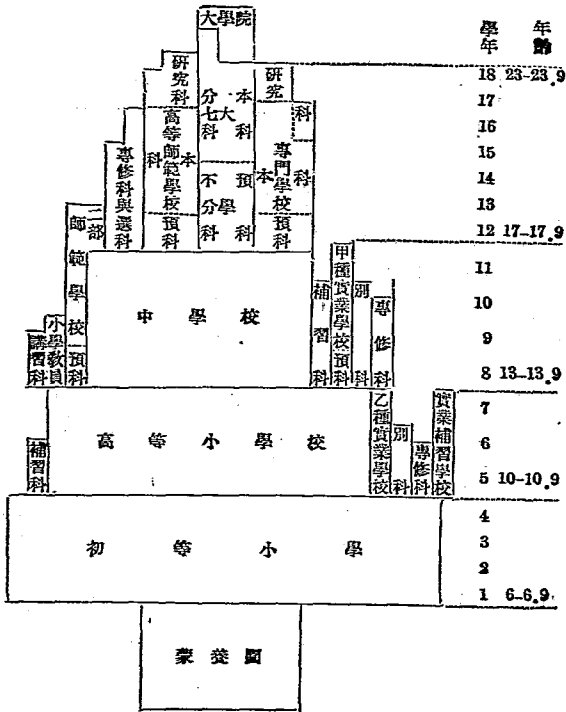 大學院
學年
年齡
研究科
分七科
本大科
研究科
本科
高等師範學校
本科
預科
專修科與選科
不分科
預學科
專門學校
本科
預科
師範學校
二部
預科
小學教員
講習科
中學校
補習科
甲種實業學校
預科
別科
專修科
補習科
高等小學校
乙種實業學校
別科
專修科
實業補習學校
初等小學
蒙養園
18 23–23.9
17
16
15
14
13
12 17–17.9
11
10
9
8 13–13.9
7
6
5 10–10.9
4
3
2
1 6–6.9